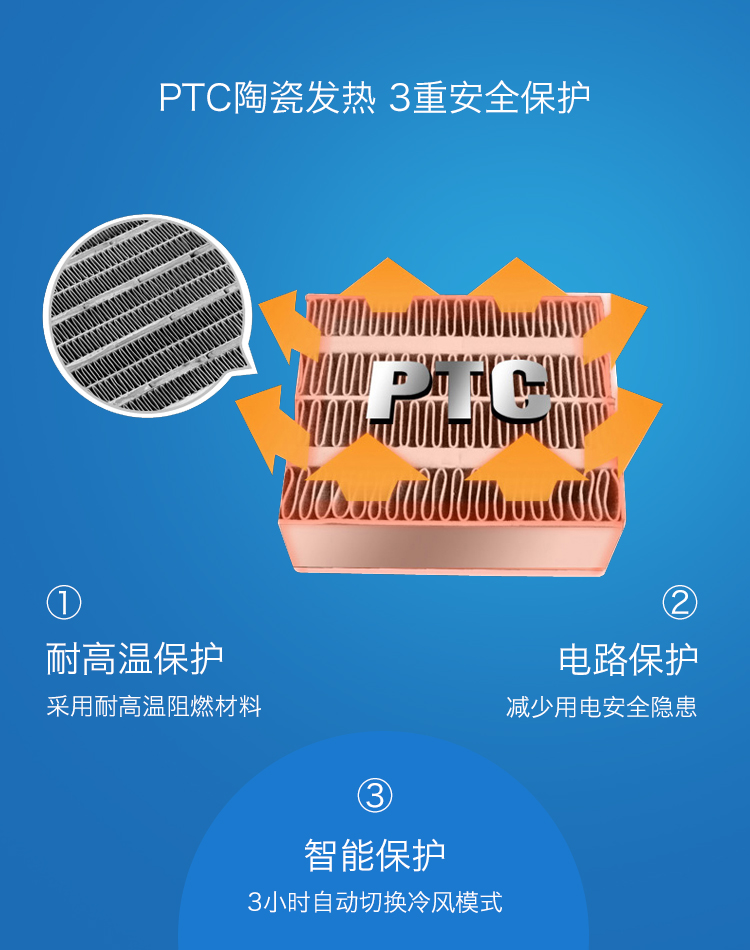 PTC陶瓷发热 3重安全保护
PTC
①
耐高温保护
采用耐高温阻燃材料
②
电路保护
减少用电安全隐患
③
智能保护
3小时自动切换冷风模式